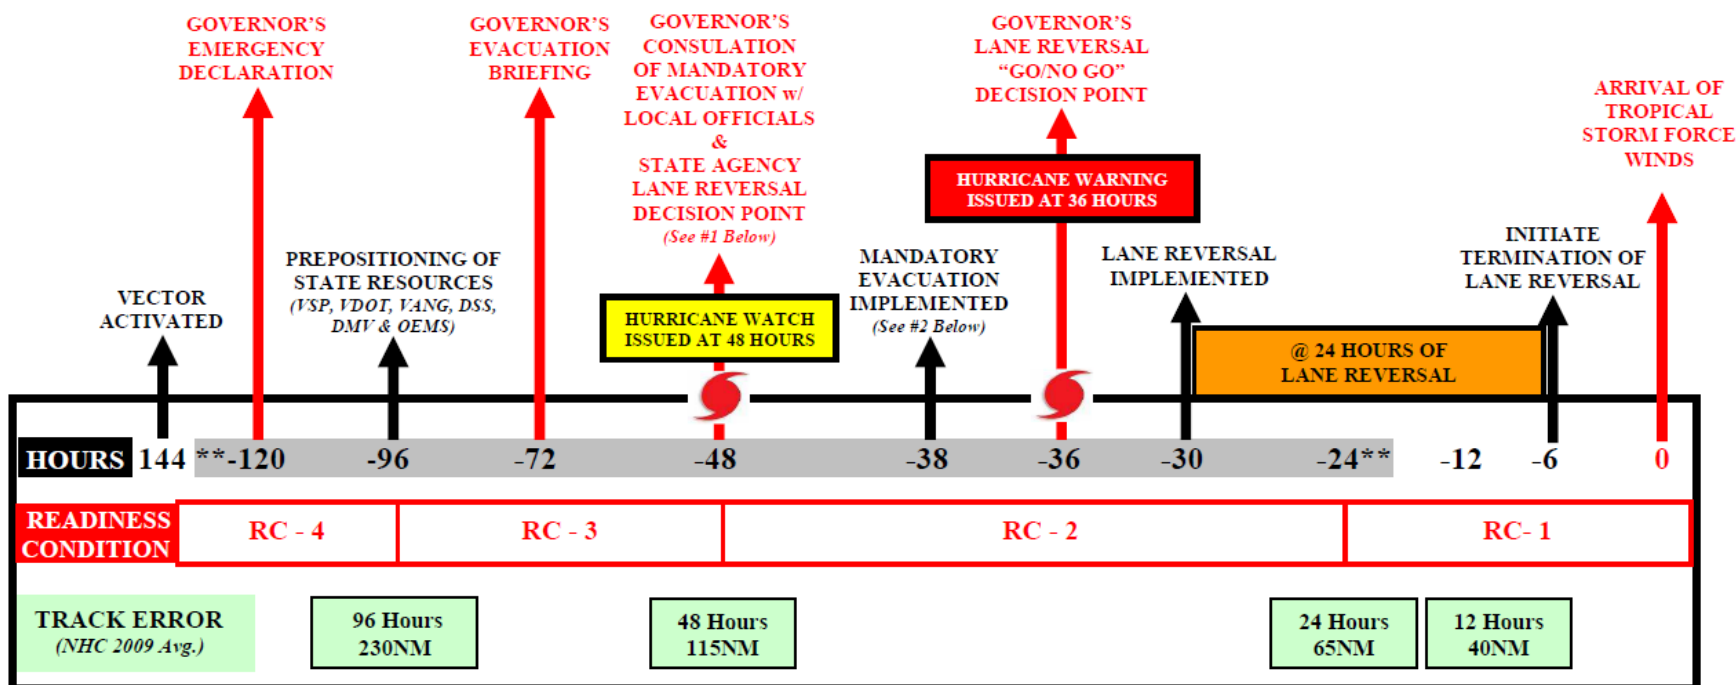 GOVERNOR'S
EMERGENCY
DECLARATION
GOVERNOR'S
EVACUATION
BRIEFING
GOVERNOR'S
CONSULATION
OF MANDATORY
EVACUATION w/
LOCAL OFFICIALS
&
STATE AGENCY
LANE REVERSAL
DECISION POINT
(See #1 Below)
GOVERNOR'S
LANE REVERSAL
“GO/NO GO”
DECISION POINT
ARRIVAL OF
TROPICAL
STORM FORCE
WINDS
HURRICANE WARNING
ISSUED AT 36 HOURS
VECTOR
ACTIVATED
PREPOSITIONING OF
STATE RESOURCES
(VSP, VDOT, VANG, DSS,
DMV & OEMS)
HURRICANE WATCH
ISSUED AT 48 HOURS
MANDATORY
EVACUATION
IMPLEMENTED
(See #2 Below)
LANE REVERSAL
IMPLEMENTED
INITIATE
TERMINATION OF
LANE REVERSAL
@ 24 HOURS OF
LANE REVERSAL
HOURS 144 **-120 -96 -72 -48 -38 -36 -30 -24** -12 -6 0
READINESS
CONDITION
RC - 4 RC - 3 RC - 2 RC- 1
TRACK ERROR
(NHC 2009 Avg.)
96 Hours
230NM
48 Hours
115NM
24 Hours
65NM
12 Hours
40NM